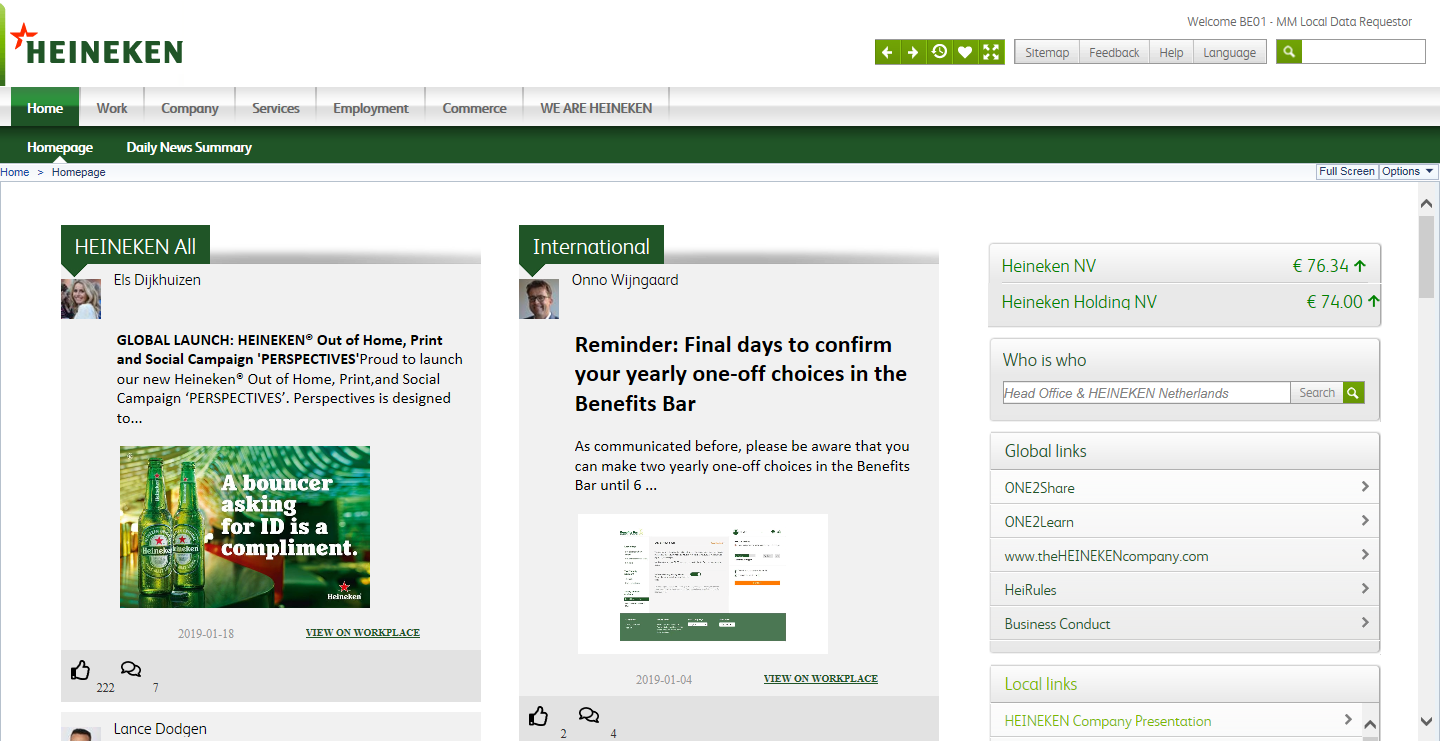 Welcome BE01 - MM Local Data Requestor
HEINEKEN
Sitemap Feedback Help Language
Home Work Company Services Employment Commerce WE ARE HEINEKEN
Homepage Daily News Summary
Home > Homepage
Full Screen Options
HEINEKEN All
Els Dijkhuizen
GLOBAL LAUNCH: HEINEKEN® Out of Home, Print
and Social Campaign 'PERSPECTIVES'Proud to launch
our new Heineken® Out of Home, Print,and Social
Campaign ‘PERSPECTIVES’. Perspectives is designed
to...
A bouncer
asking
for ID is a
compliment.
Heineken
Heineken
Heineken
2019-01-18 VIEW ON WORKPLACE
222 7
Lance Dodgen
International
Onno Wijngaard
Reminder: Final days to confirm
your yearly one-off choices in the
Benefits Bar
As communicated before, please be aware that you
can make two yearly one-off choices in the Benefits
Bar until 6 ...
2019-01-04 VIEW ON WORKPLACE
2 4
Heineken NV € 76.34
Heineken Holding NV € 74.00
Who is who
Head Office & HEINEKEN Netherlands Search
Global links
ONE2Share
ONE2Learn
www.theHEINEKENcompany.com
HeiRules
Business Conduct
Local links
HEINEKEN Company Presentation